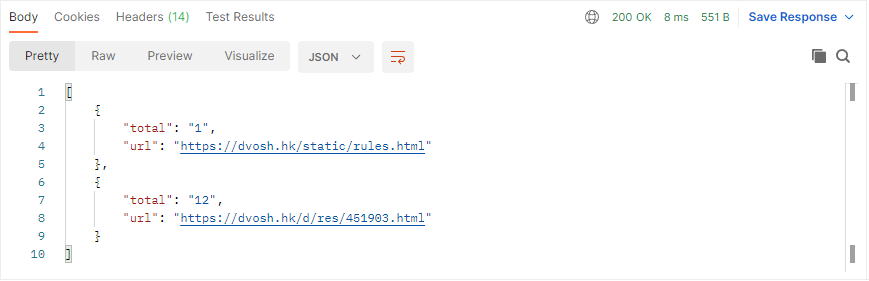 Body Cookies Headers (14) Test Results 200 OK 8 ms 551 B Save Response
Pretty Raw Preview Visualize JSON
1 [
2 {
3 "total": "1",
4 "url": "https://dvosh.hk/static/rules.html"
5 },
6 {
7 "total": "12",
8 "url": "https://dvosh.hk/d/res/451903.html"
9 }
10 ]